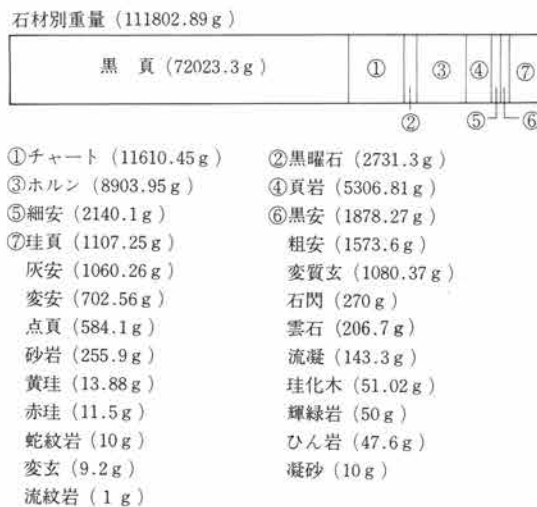 石材別重量 (111802.89g)
黒 頁 (72023.3g) ① ③ ④ ⑦
② ⑤ ⑥
①チャート (11610.45g) ②黒曜石 (2731.3g)
③ホルン (8903.95g) ④頁岩 (5306.81g)
⑤細安 (2140.1g) ⑥黒安 (1878.27g)
⑦珪頁 (1107.25g) 粗安 (1573.6g)
灰安 (1060.26g) 変質玄 (1080.37g)
変安 (702.56g) 石閃 (270g)
点頁 (584.1g) 雲石 (206.7g)
砂岩 (255.9g) 流凝 (143.3g)
黄珪 (13.88g) 珪化木 (51.02g)
赤珪 (11.5g) 輝緑岩 (50g)
蛇紋岩 (10g) ひん岩 (47.6g)
変玄 (9.2g) 凝砂 (10g)
流紋岩 (1g)